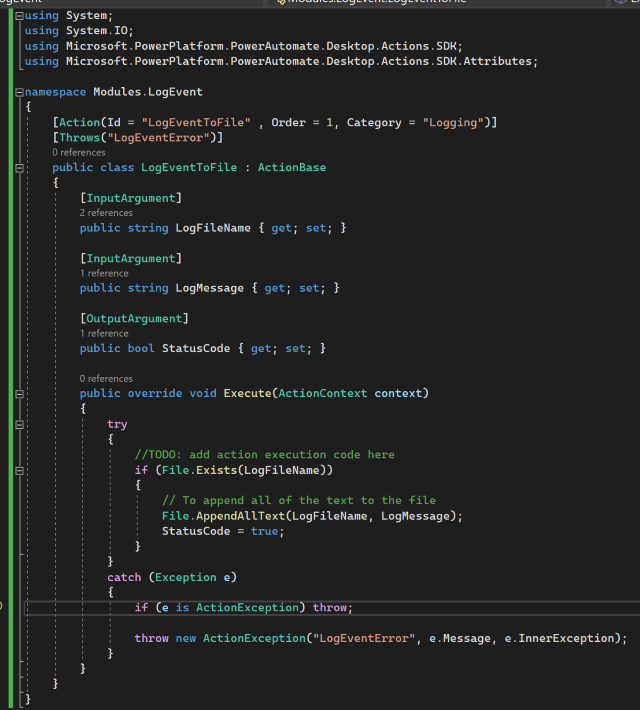 Modules.LogEvent.LogEventToFile
using System;
using System.IO;
using Microsoft.PowerPlatform.PowerAutomate.Desktop.Actions.SDK;
using Microsoft.PowerPlatform.PowerAutomate.Desktop.Actions.SDK.Attributes;
namespace Modules.LogEvent
{
[Action(Id = "LogEventToFile" , Order = 1, Category = "Logging")]
[Throws("LogEventError")]
0 references
public class LogEventToFile : ActionBase
{
[InputArgument]
2 references
public string LogFileName { get; set; }
[InputArgument]
1 reference
public string LogMessage { get; set; }
[OutputArgument]
1 reference
public bool StatusCode { get; set; }
0 references
public override void Execute(ActionContext context)
{
try
{
//TODO: add action execution code here
if (File.Exists(LogFileName))
{
// To append all of the text to the file
File.AppendAllText(LogFileName, LogMessage);
StatusCode = true;
}
}
catch (Exception e)
{
if (e is ActionException) throw;
throw new ActionException("LogEventError", e.Message, e.InnerException);
}
}
}
}